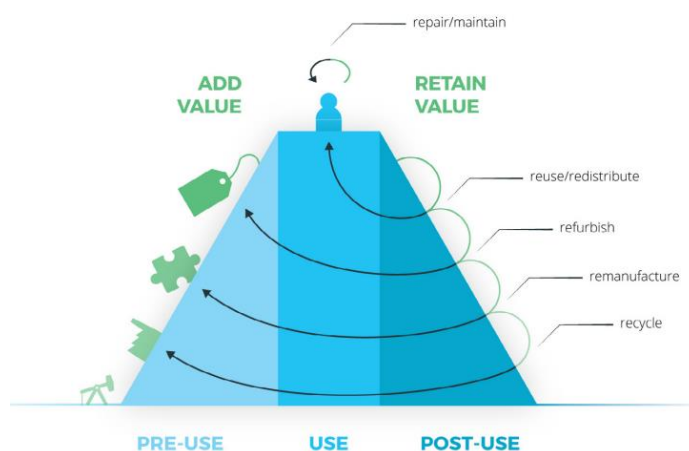 repair/maintain
ADD
VALUE
RETAIN
VALUE
reuse/redistribute
refurbish
remanufacture
recycle
PRE-USE
USE
POST-USE